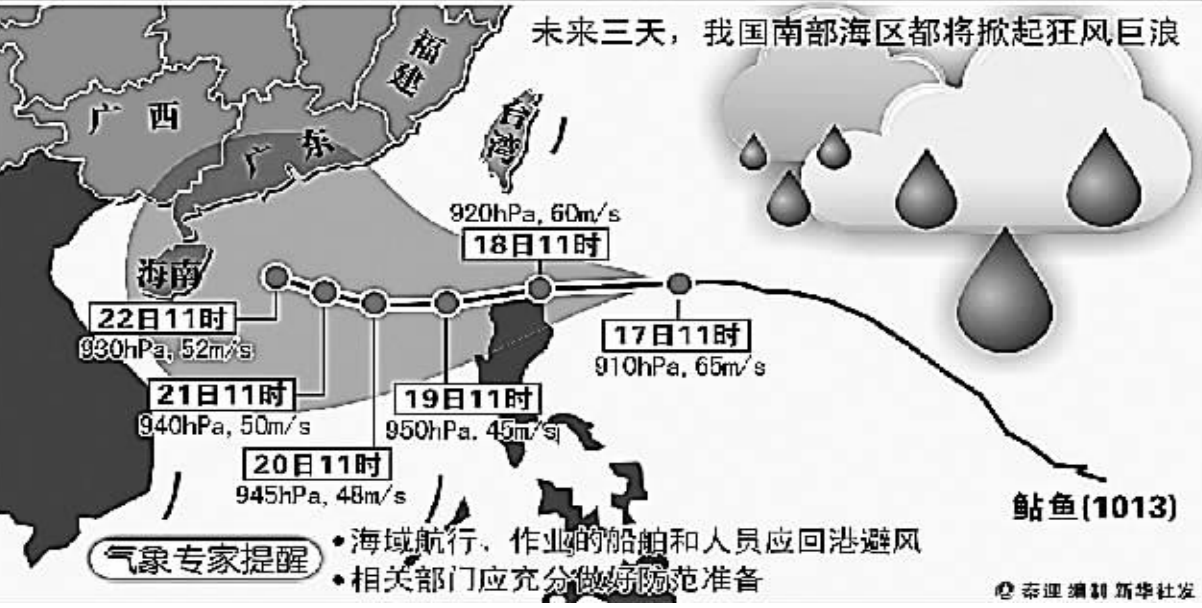 未来三天，我国南部海区都将掀起狂风巨浪
福建
广西
广东
台湾
海南
920hPa, 60m/s
18日11时
17日11时
910hPa, 65m/s
22日11时
930hPa, 52m/s
21日11时
940hPa, 50m/s
19日11时
950hPa. 45m/s
20日11时
945hPa, 48m/s
鲇鱼(1013)
气象专家提醒
•海域航行、作业的船舶和人员应回港避风
•相关部门应充分做好防范准备
编制 新华社发